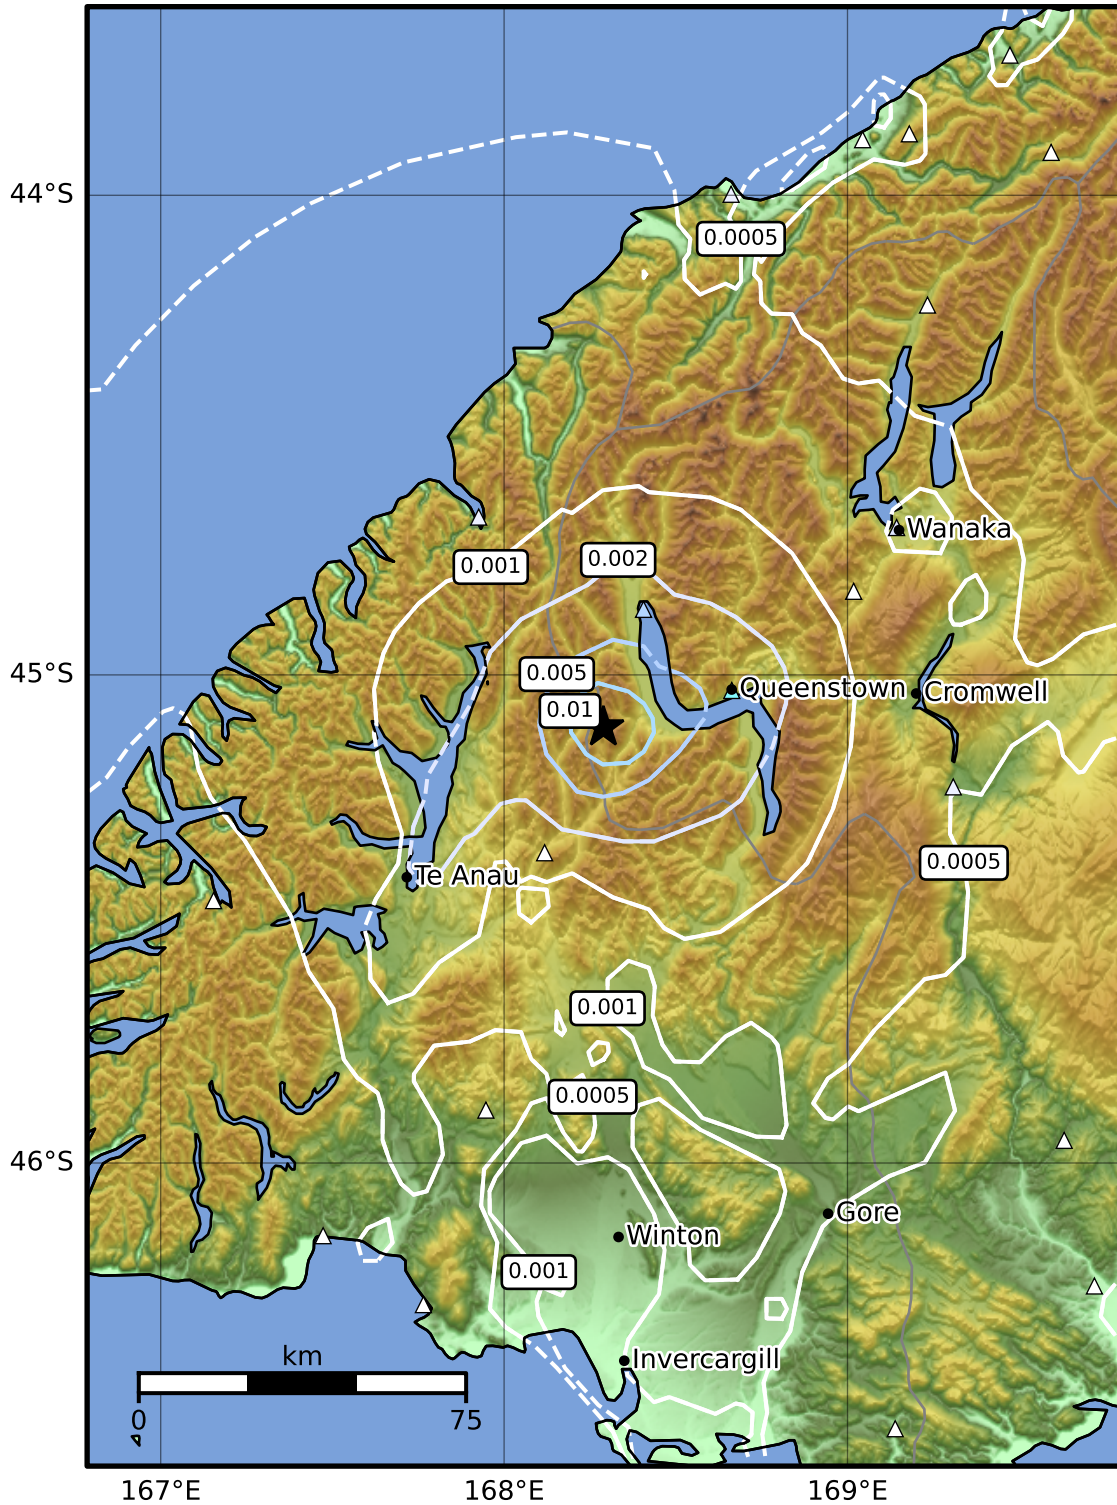 44°S
0.0005
0.002
0.001
Wanaka
45°S
0.005
Queenstown
Cromwell
0.01
0.0005
Te Anau
0.001
0.0005
46°S
Gore
Winton
0.001
km
Invercargill
0
75
167°E
168°E
169°E